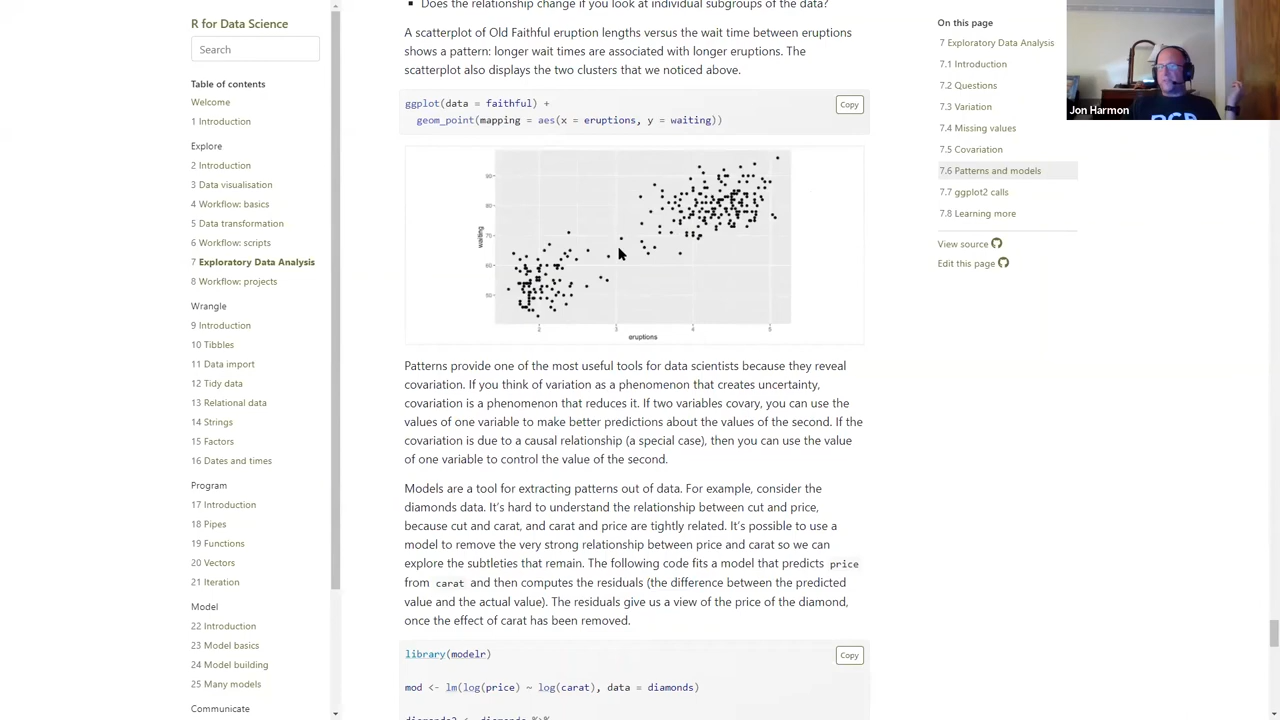 R for Data Science
Search
Table of contents
Welcome
1 Introduction
Explore
2 Introduction
3 Data visualisation
4 Workflow: basics
5 Data transformation
6 Workflow: scripts
7 Exploratory Data Analysis
8 Workflow: projects
Wrangle
9 Introduction
10 Tibbles
11 Data import
12 Tidy data
13 Relational data
14 Strings
15 Factors
16 Dates and times
Program
17 Introduction
18 Pipes
19 Functions
20 Vectors
21 Iteration
Model
22 Introduction
23 Model basics
24 Model building
25 Many models
Communicate
Does the relationship change if you look at individual subgroups of the data?
A scatterplot of Old Faithful eruption lengths versus the wait time between eruptions
shows a pattern: longer wait times are associated with longer eruptions. The
scatterplot also displays the two clusters that we noticed above.
ggplot(data = faithful) +
geom_point(mapping = aes(x = eruptions, y = waiting))
Copy
90
80
70
60
50
waiting
2
3
4
5
eruptions
Patterns provide one of the most useful tools for data scientists because they reveal
covariation. If you think of variation as a phenomenon that creates uncertainty,
covariation is a phenomenon that reduces it. If two variables covary, you can use the
values of one variable to make better predictions about the values of the second. If the
covariation is due to a causal relationship (a special case), then you can use the value
of one variable to control the value of the second.
Models are a tool for extracting patterns out of data. For example, consider the
diamonds data. It's hard to understand the relationship between cut and price,
because cut and carat, and carat and price are tightly related. It's possible to use a
model to remove the very strong relationship between price and carat so we can
explore the subtleties that remain. The following code fits a model that predicts price
from carat and then computes the residuals (the difference between the predicted
value and the actual value). The residuals give us a view of the price of the diamond,
once the effect of carat has been removed.
library(modelr)
Copy
mod <- lm(log(price) ~ log(carat), data = diamonds)
diamonds2 <- diamonds %>%
On this page
7 Exploratory Data Analysis
7.1 Introduction
7.2 Questions
7.3 Variation
7.4 Missing values
7.5 Covariation
7.6 Patterns and models
7.7 ggplot2 calls
7.8 Learning more
View source
Edit this page
Jon Harmon